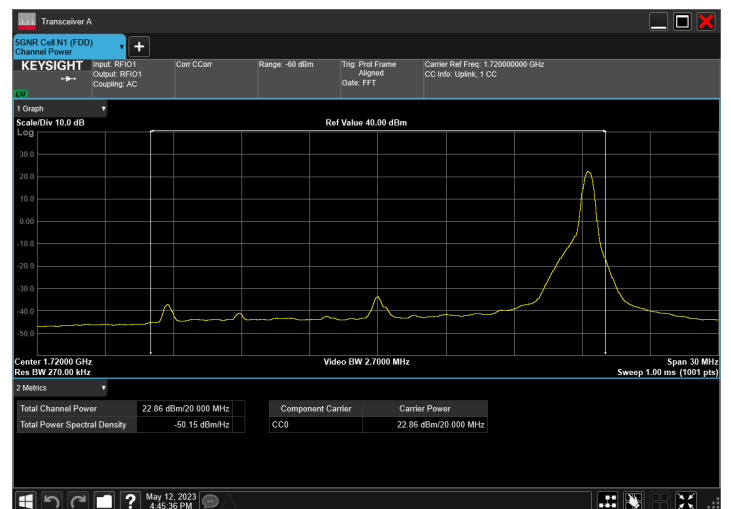 Transceiver A
5GNR Cell N1 (FDD)
Channel Power
KEYSIGHT
LXI
Input: RFIO1
Output: RFIO1
Coupling: AC
Corr CCorr
Range: -60 dBm
Trig: Prot Frame
Aligned
Gate: FFT
Carrier Ref Freq: 1.720000000 GHz
CC Info: Uplink, 1 CC
1 Graph
Scale/Div 10.0 dB
Ref Value 40.00 dBm
Log
30.0
20.0
10.0
0.00
-10.0
-20.0
-30.0
-40.0
-50.0
Center 1.72000 GHz
Video BW 2.7000 MHz
Span 30 MHz
Res BW 270.00 kHz
Sweep 1.00 ms (1001 pts)
2 Metrics
Total Channel Power 22.86 dBm/20.000 MHz
Total Power Spectral Density -50.15 dBm/Hz
Component Carrier Carrier Power
CC0 22.86 dBm/20.000 MHz
?
May 12, 2023
4:45:36 PM